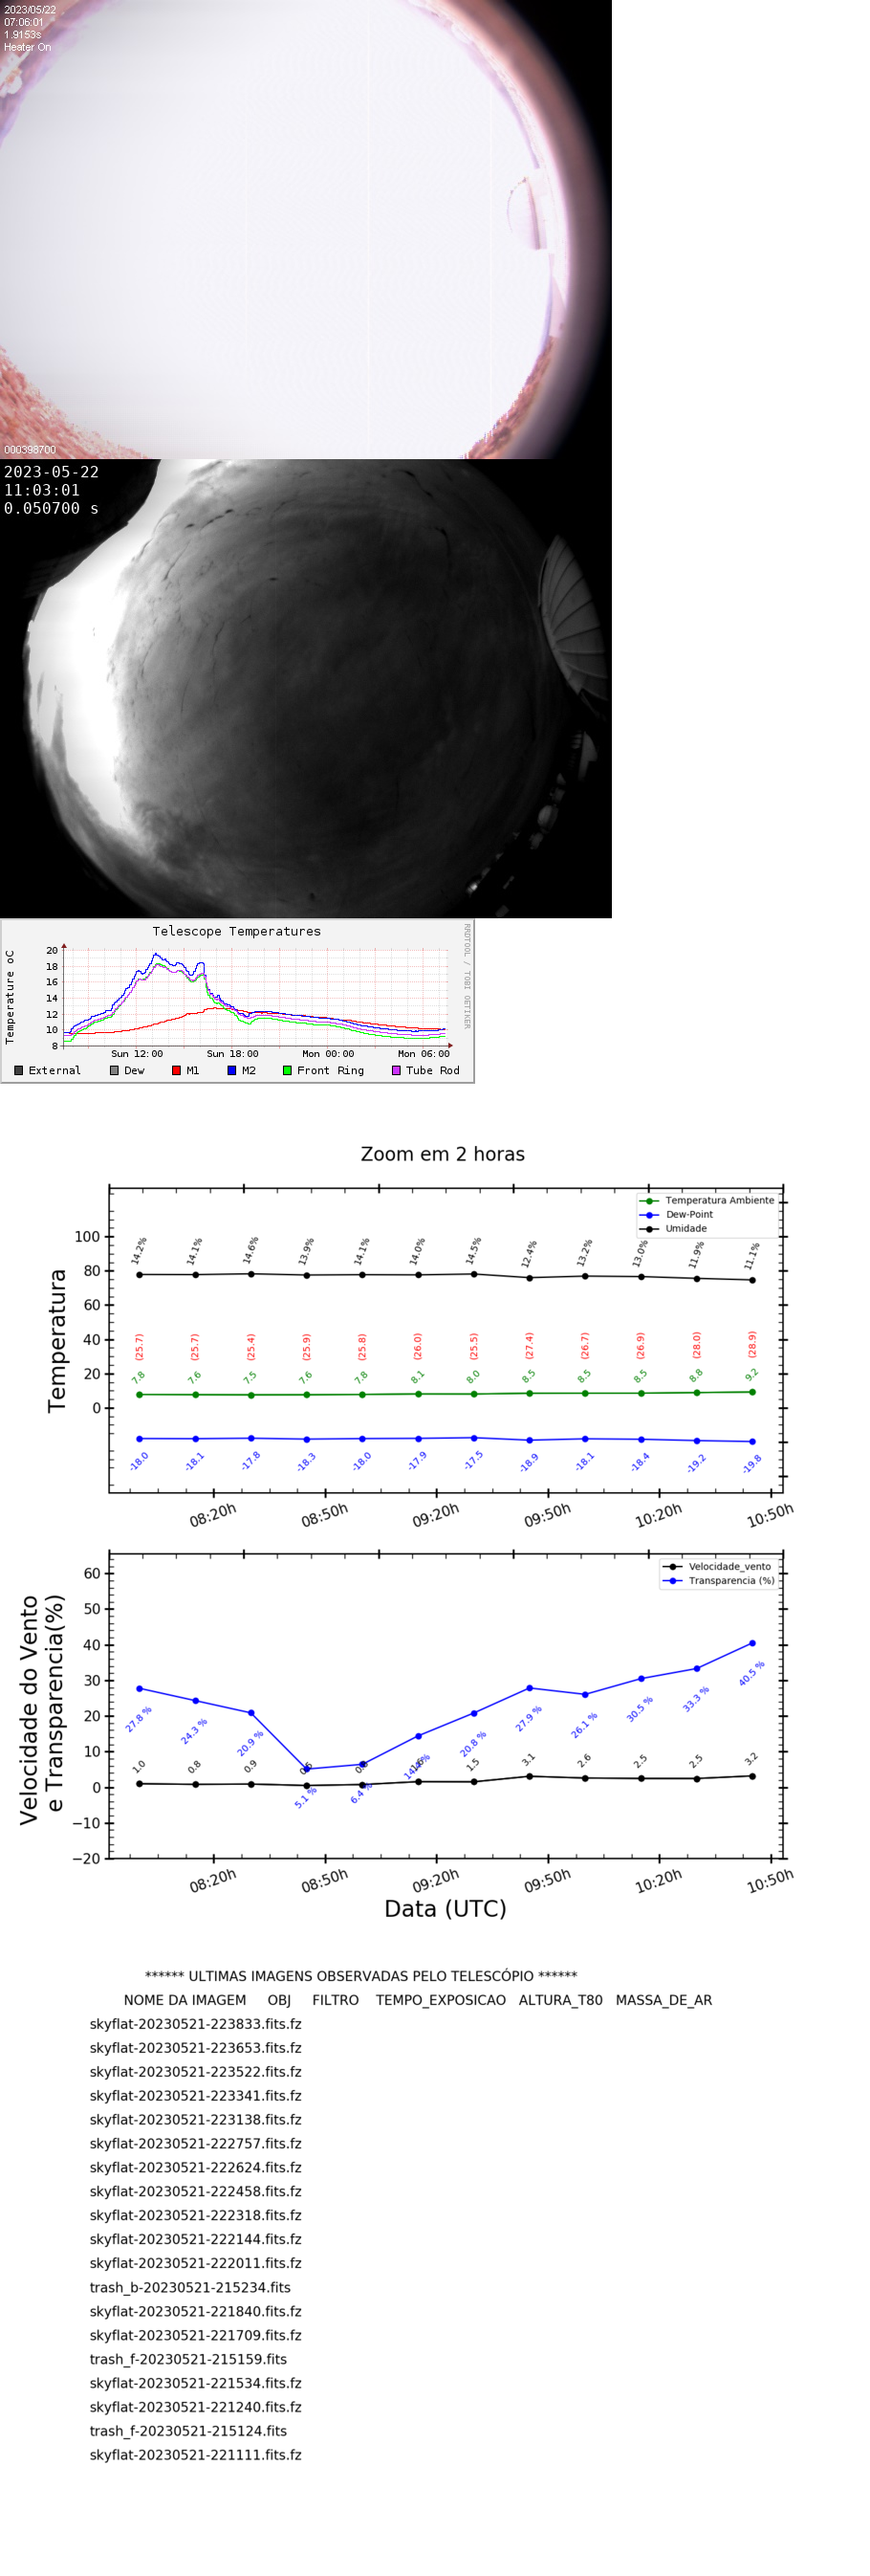 2023/05/22
07:06:01
1.9153s
Heater On
000398700
2023-05-22
11:03:01
0.050700 s
Telescope Temperatures
RRDTOOL / TOBI OETIKER
Temperature oC
20
18
16
14
12
10
8
Sun 12:00 Sun 18:00 Mon 00:00 Mon 06:00
External Dew M1 M2 Front Ring Tube Rod
Zoom em 2 horas
Temperatura Ambiente
Dew-Point
Umidade
Temperatura
100
80
60
40
20
0
14.2% 14.1% 14.6% 13.9% 14.1% 14.0% 14.5% 12.4% 13.2% 13.0% 11.9% 11.1%
(25.7) (25.7) (25.4) (25.9) (25.8) (26.0) (25.5) (27.4) (26.7) (26.9) (28.0) (28.9)
7.8 7.6 7.5 7.6 7.8 8.1 8.0 8.5 8.5 8.5 8.8 9.2
-18.0 -18.1 -17.8 -18.3 -18.0 -17.9 -17.5 -18.9 -18.1 -18.4 -19.2 -19.8
08:20h 08:50h 09:20h 09:50h 10:20h 10:50h
Velocidade_vento
Transparencia (%)
Velocidade do Vento
e Transparencia(%)
60
50
40
30
20
10
0
−10
−20
27.8 % 24.3 % 20.9 % 5.1 % 6.4 % 20.8 % 27.9 % 26.1 % 30.5 % 33.3 % 40.5 %
1.0 0.8 0.9 1.5 3.1 2.6 2.5 2.5 3.2
08:20h 08:50h 09:20h 09:50h 10:20h 10:50h
Data (UTC)
****** ULTIMAS IMAGENS OBSERVADAS PELO TELESCÓPIO ******
NOME DA IMAGEM OBJ FILTRO TEMPO_EXPOSICAO ALTURA_T80 MASSA_DE_AR
skyflat-20230521-223833.fits.fz
skyflat-20230521-223653.fits.fz
skyflat-20230521-223522.fits.fz
skyflat-20230521-223341.fits.fz
skyflat-20230521-223138.fits.fz
skyflat-20230521-222757.fits.fz
skyflat-20230521-222624.fits.fz
skyflat-20230521-222458.fits.fz
skyflat-20230521-222318.fits.fz
skyflat-20230521-222144.fits.fz
skyflat-20230521-222011.fits.fz
trash_b-20230521-215234.fits
skyflat-20230521-221840.fits.fz
skyflat-20230521-221709.fits.fz
trash_f-20230521-215159.fits
skyflat-20230521-221534.fits.fz
skyflat-20230521-221240.fits.fz
trash_f-20230521-215124.fits
skyflat-20230521-221111.fits.fz